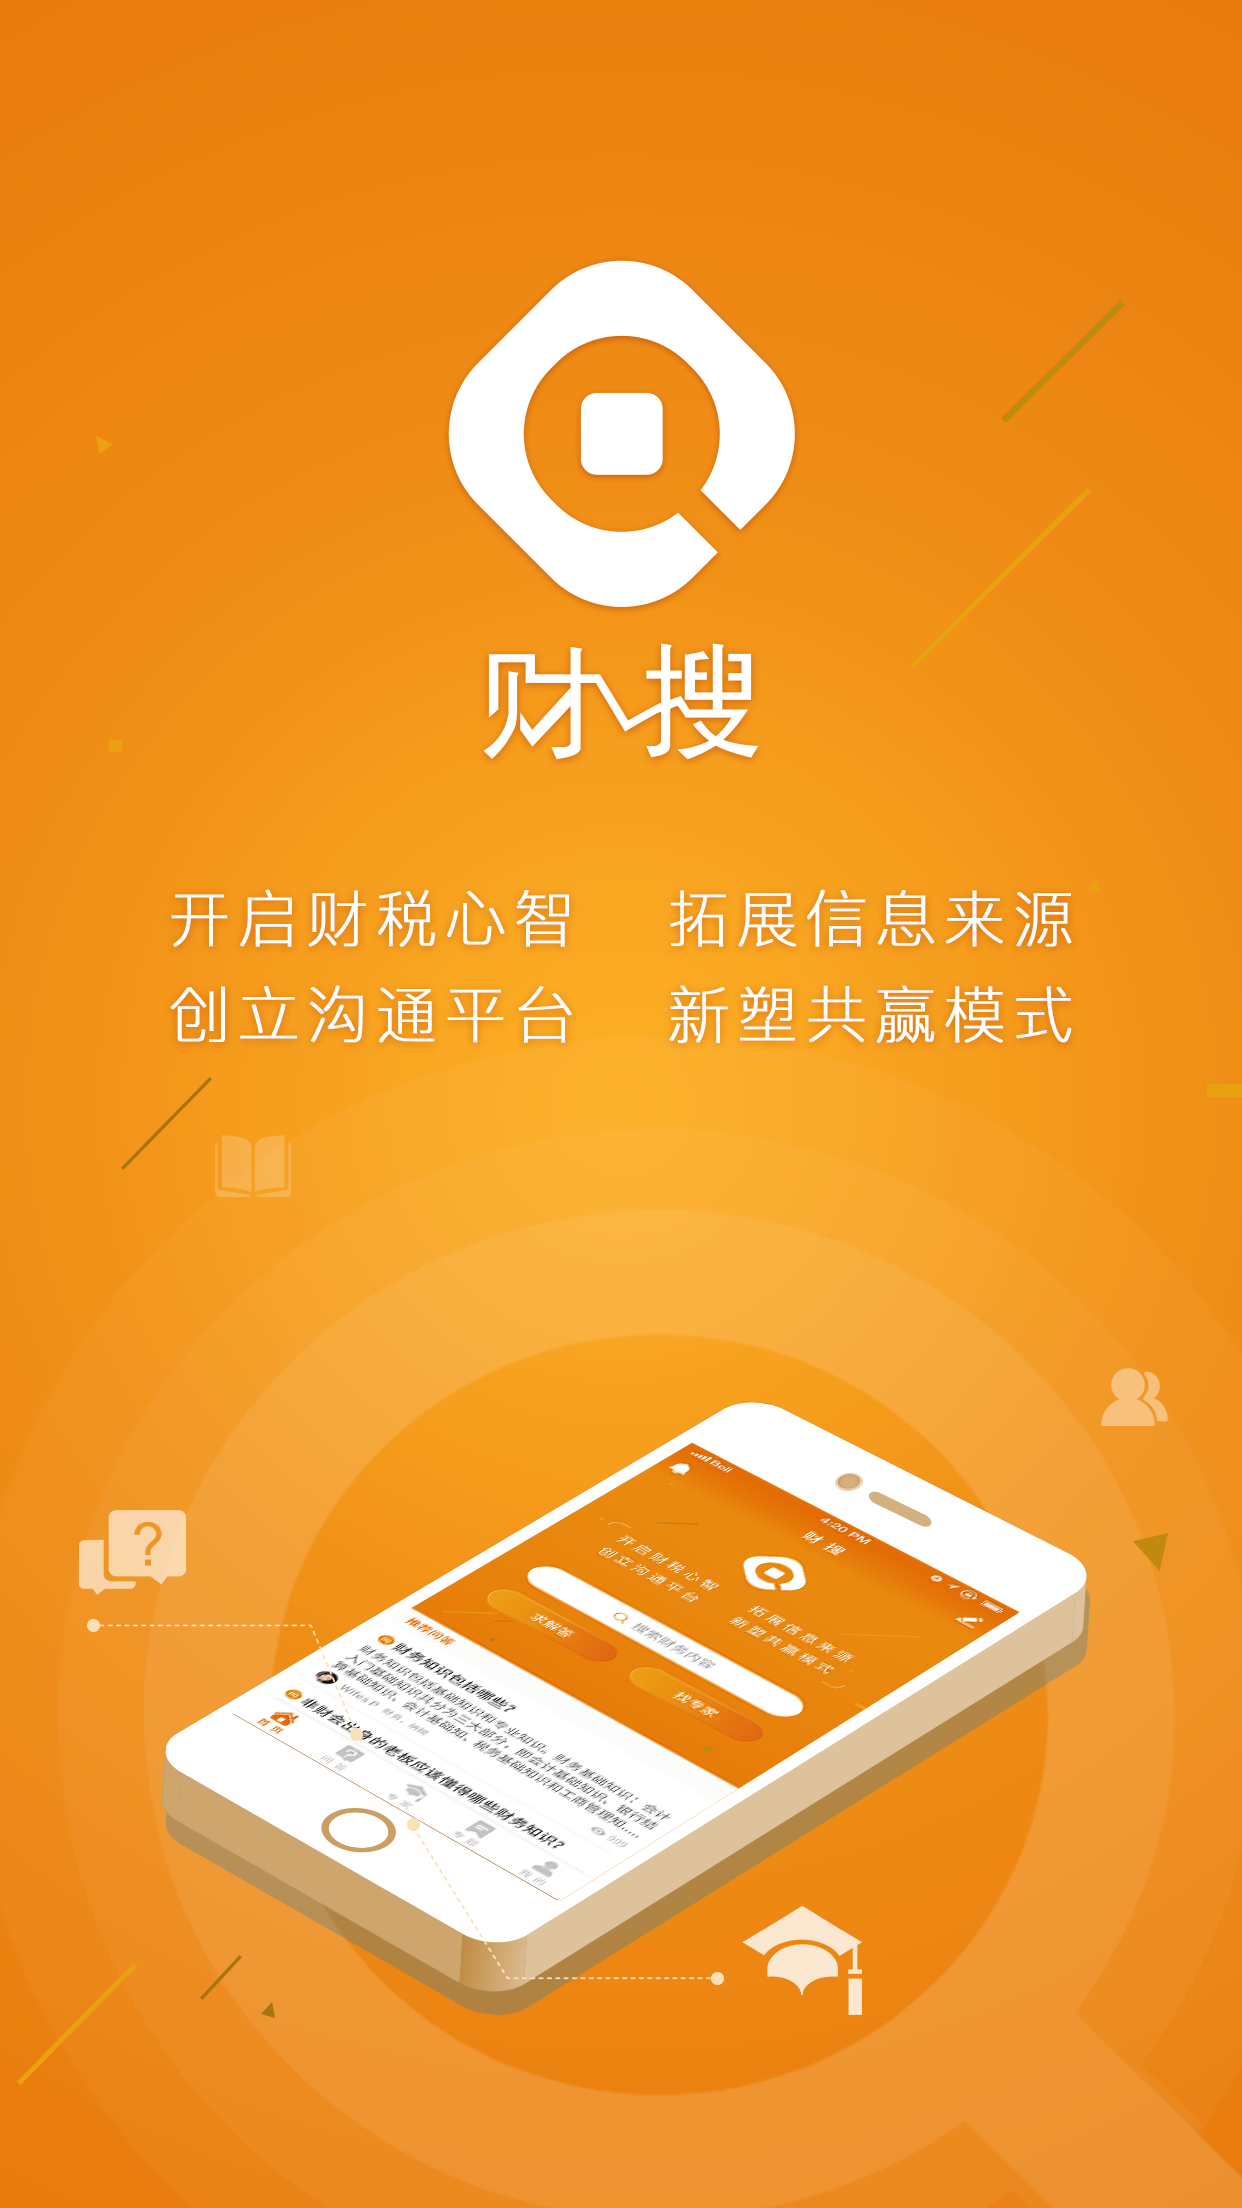 财搜
开启财税心智 拓展信息来源
创立沟通平台 新塑共赢模式
?
Bell
4:20 PM
财搜
开启财税心智
创立沟通平台
拓展信息来源
新塑共赢模式
搜索财务内容
求解答
找专家
推荐问答
问 财务知识包括哪些?
财务知识包括基础知识和专业知识。财务基础知识：会计
入门基础知识共分为三大部分，即会计基础知识、银行结
算基础知识、会计基础知、税务基础知识和工商管理知.....
999
问 非财会出身的老板应该懂得哪些财务知识?
首页
问答
专家
专题
我的